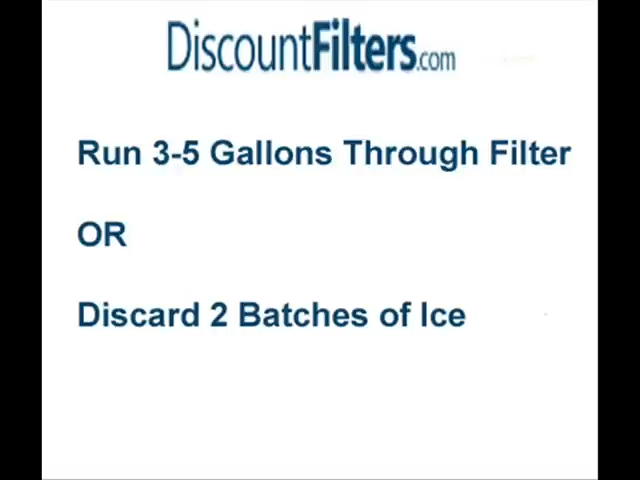 DiscountFilters.com
Run 3-5 Gallons Through Filter
OR
Discard 2 Batches of Ice